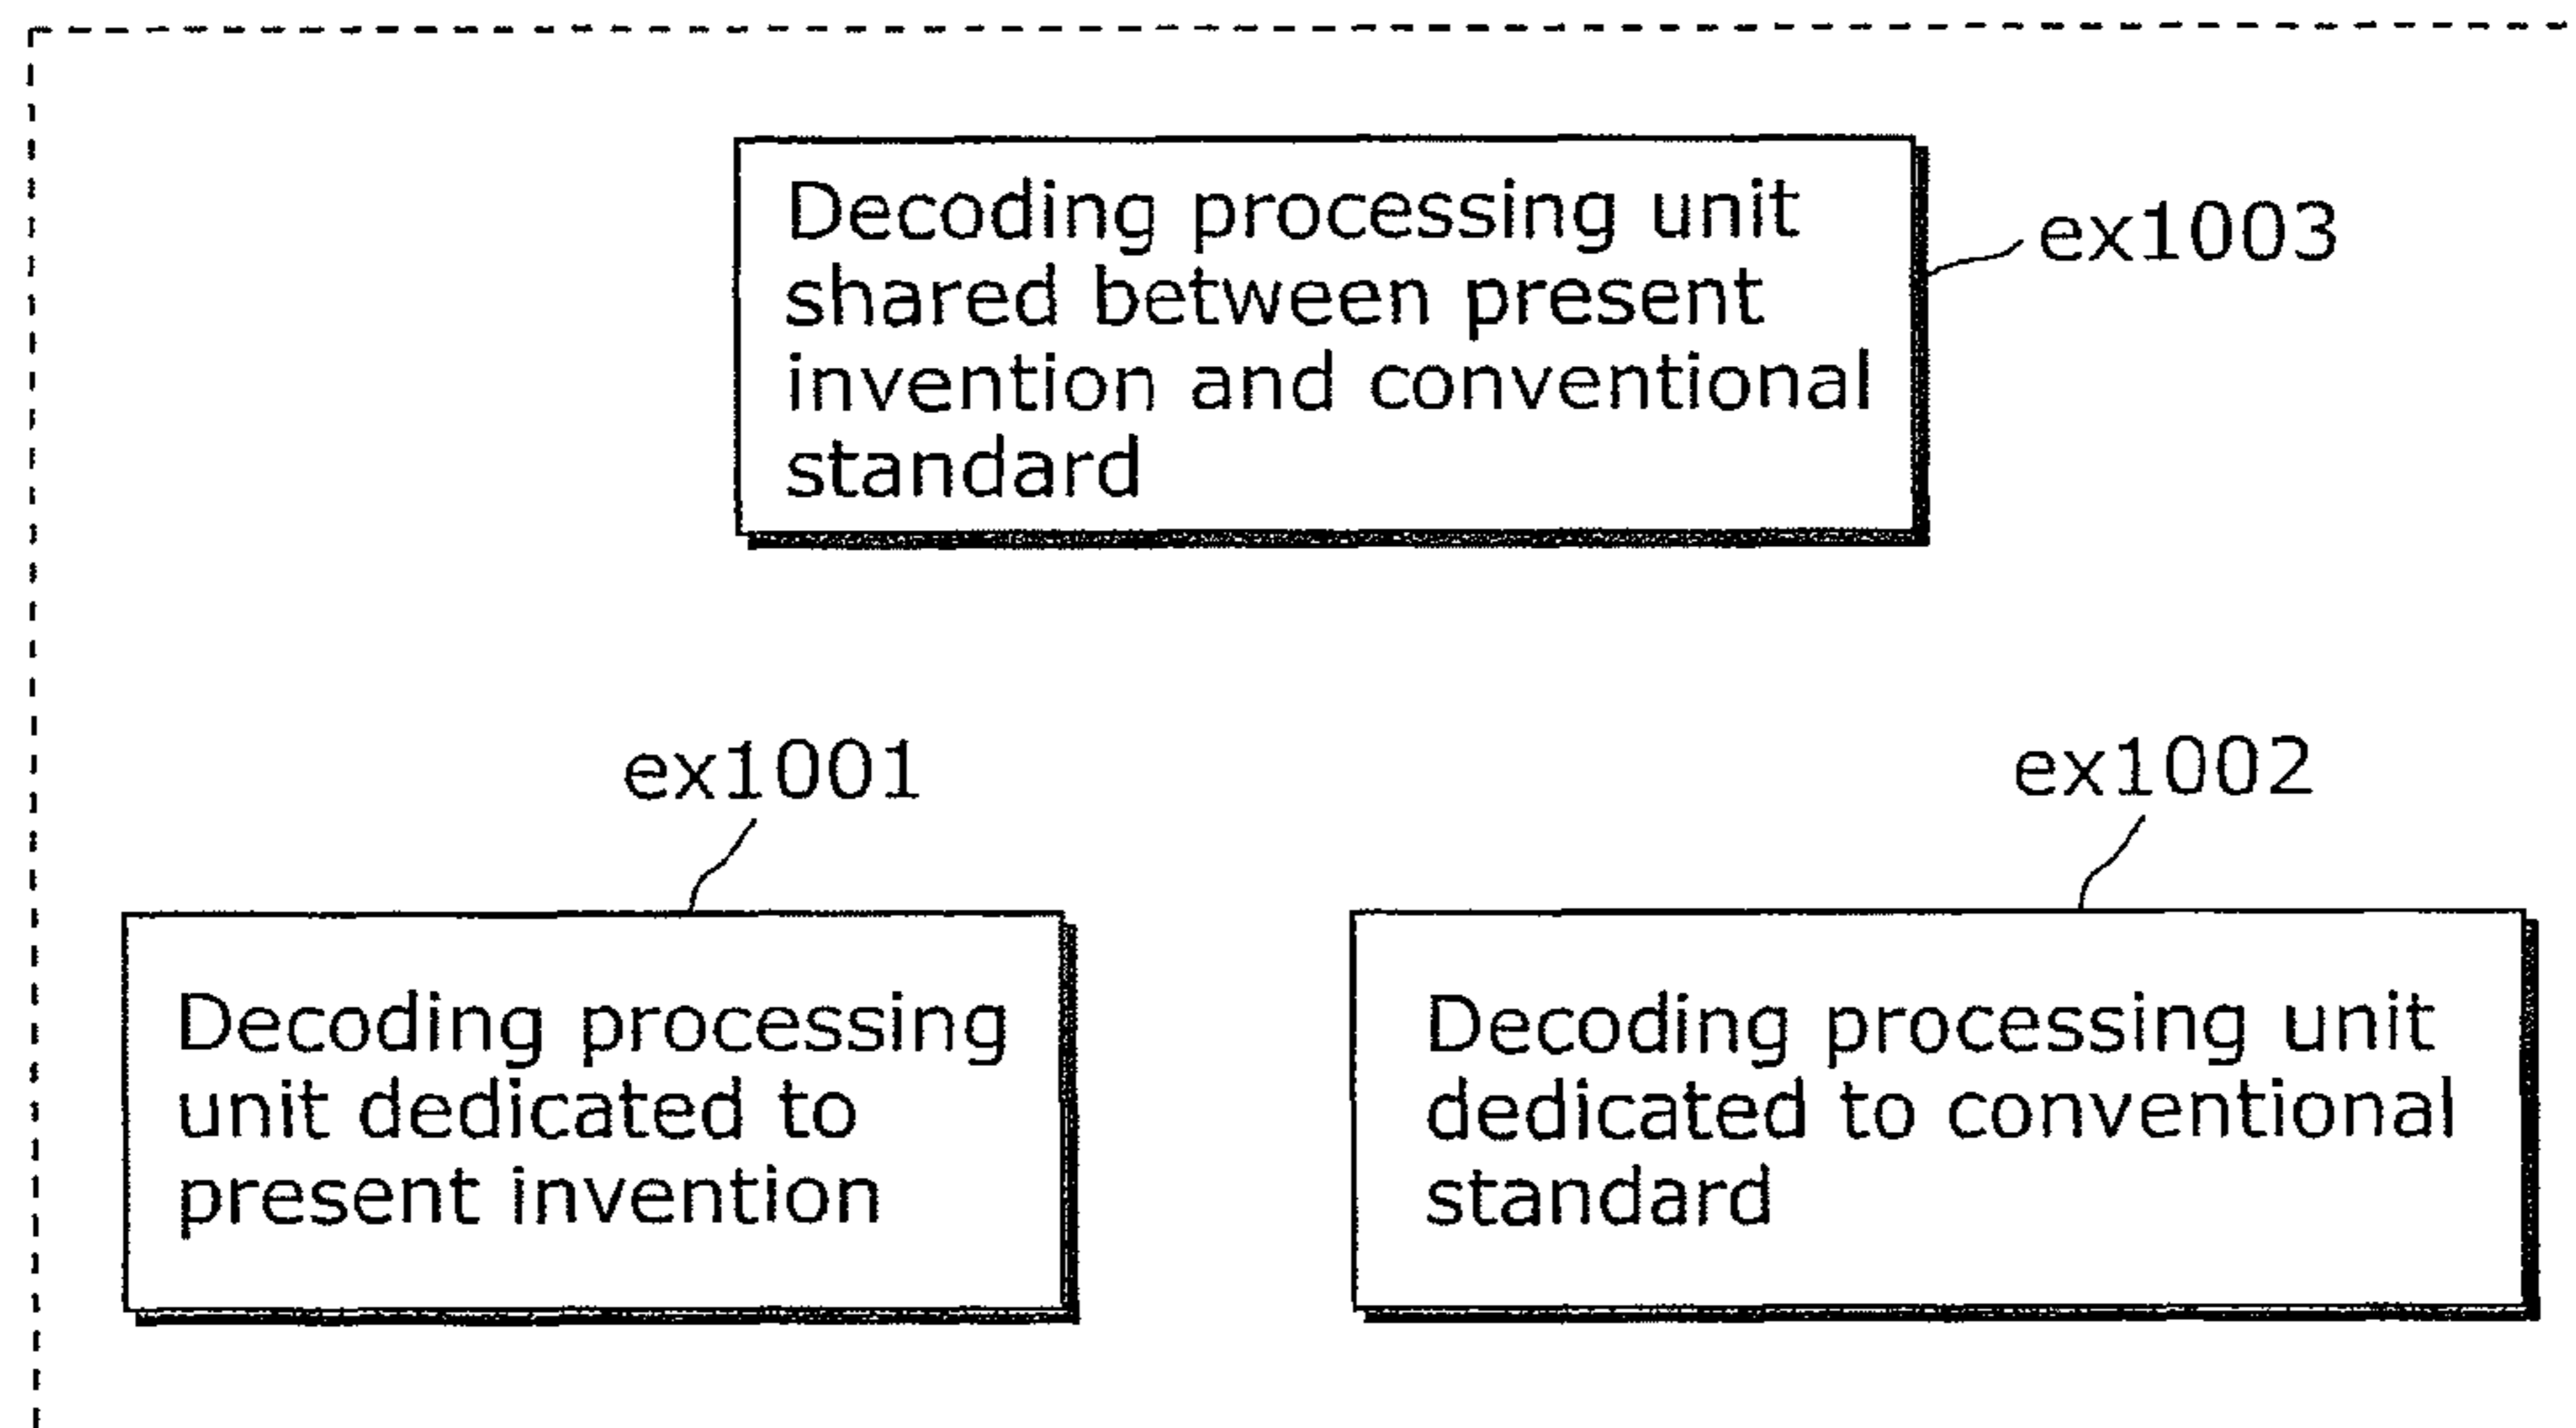 Decoding processing unit
shared between present
invention and conventional
standard
ex1003
ex1001
ex1002
Decoding processing
unit dedicated to
present invention
Decoding processing unit
dedicated to conventional
standard